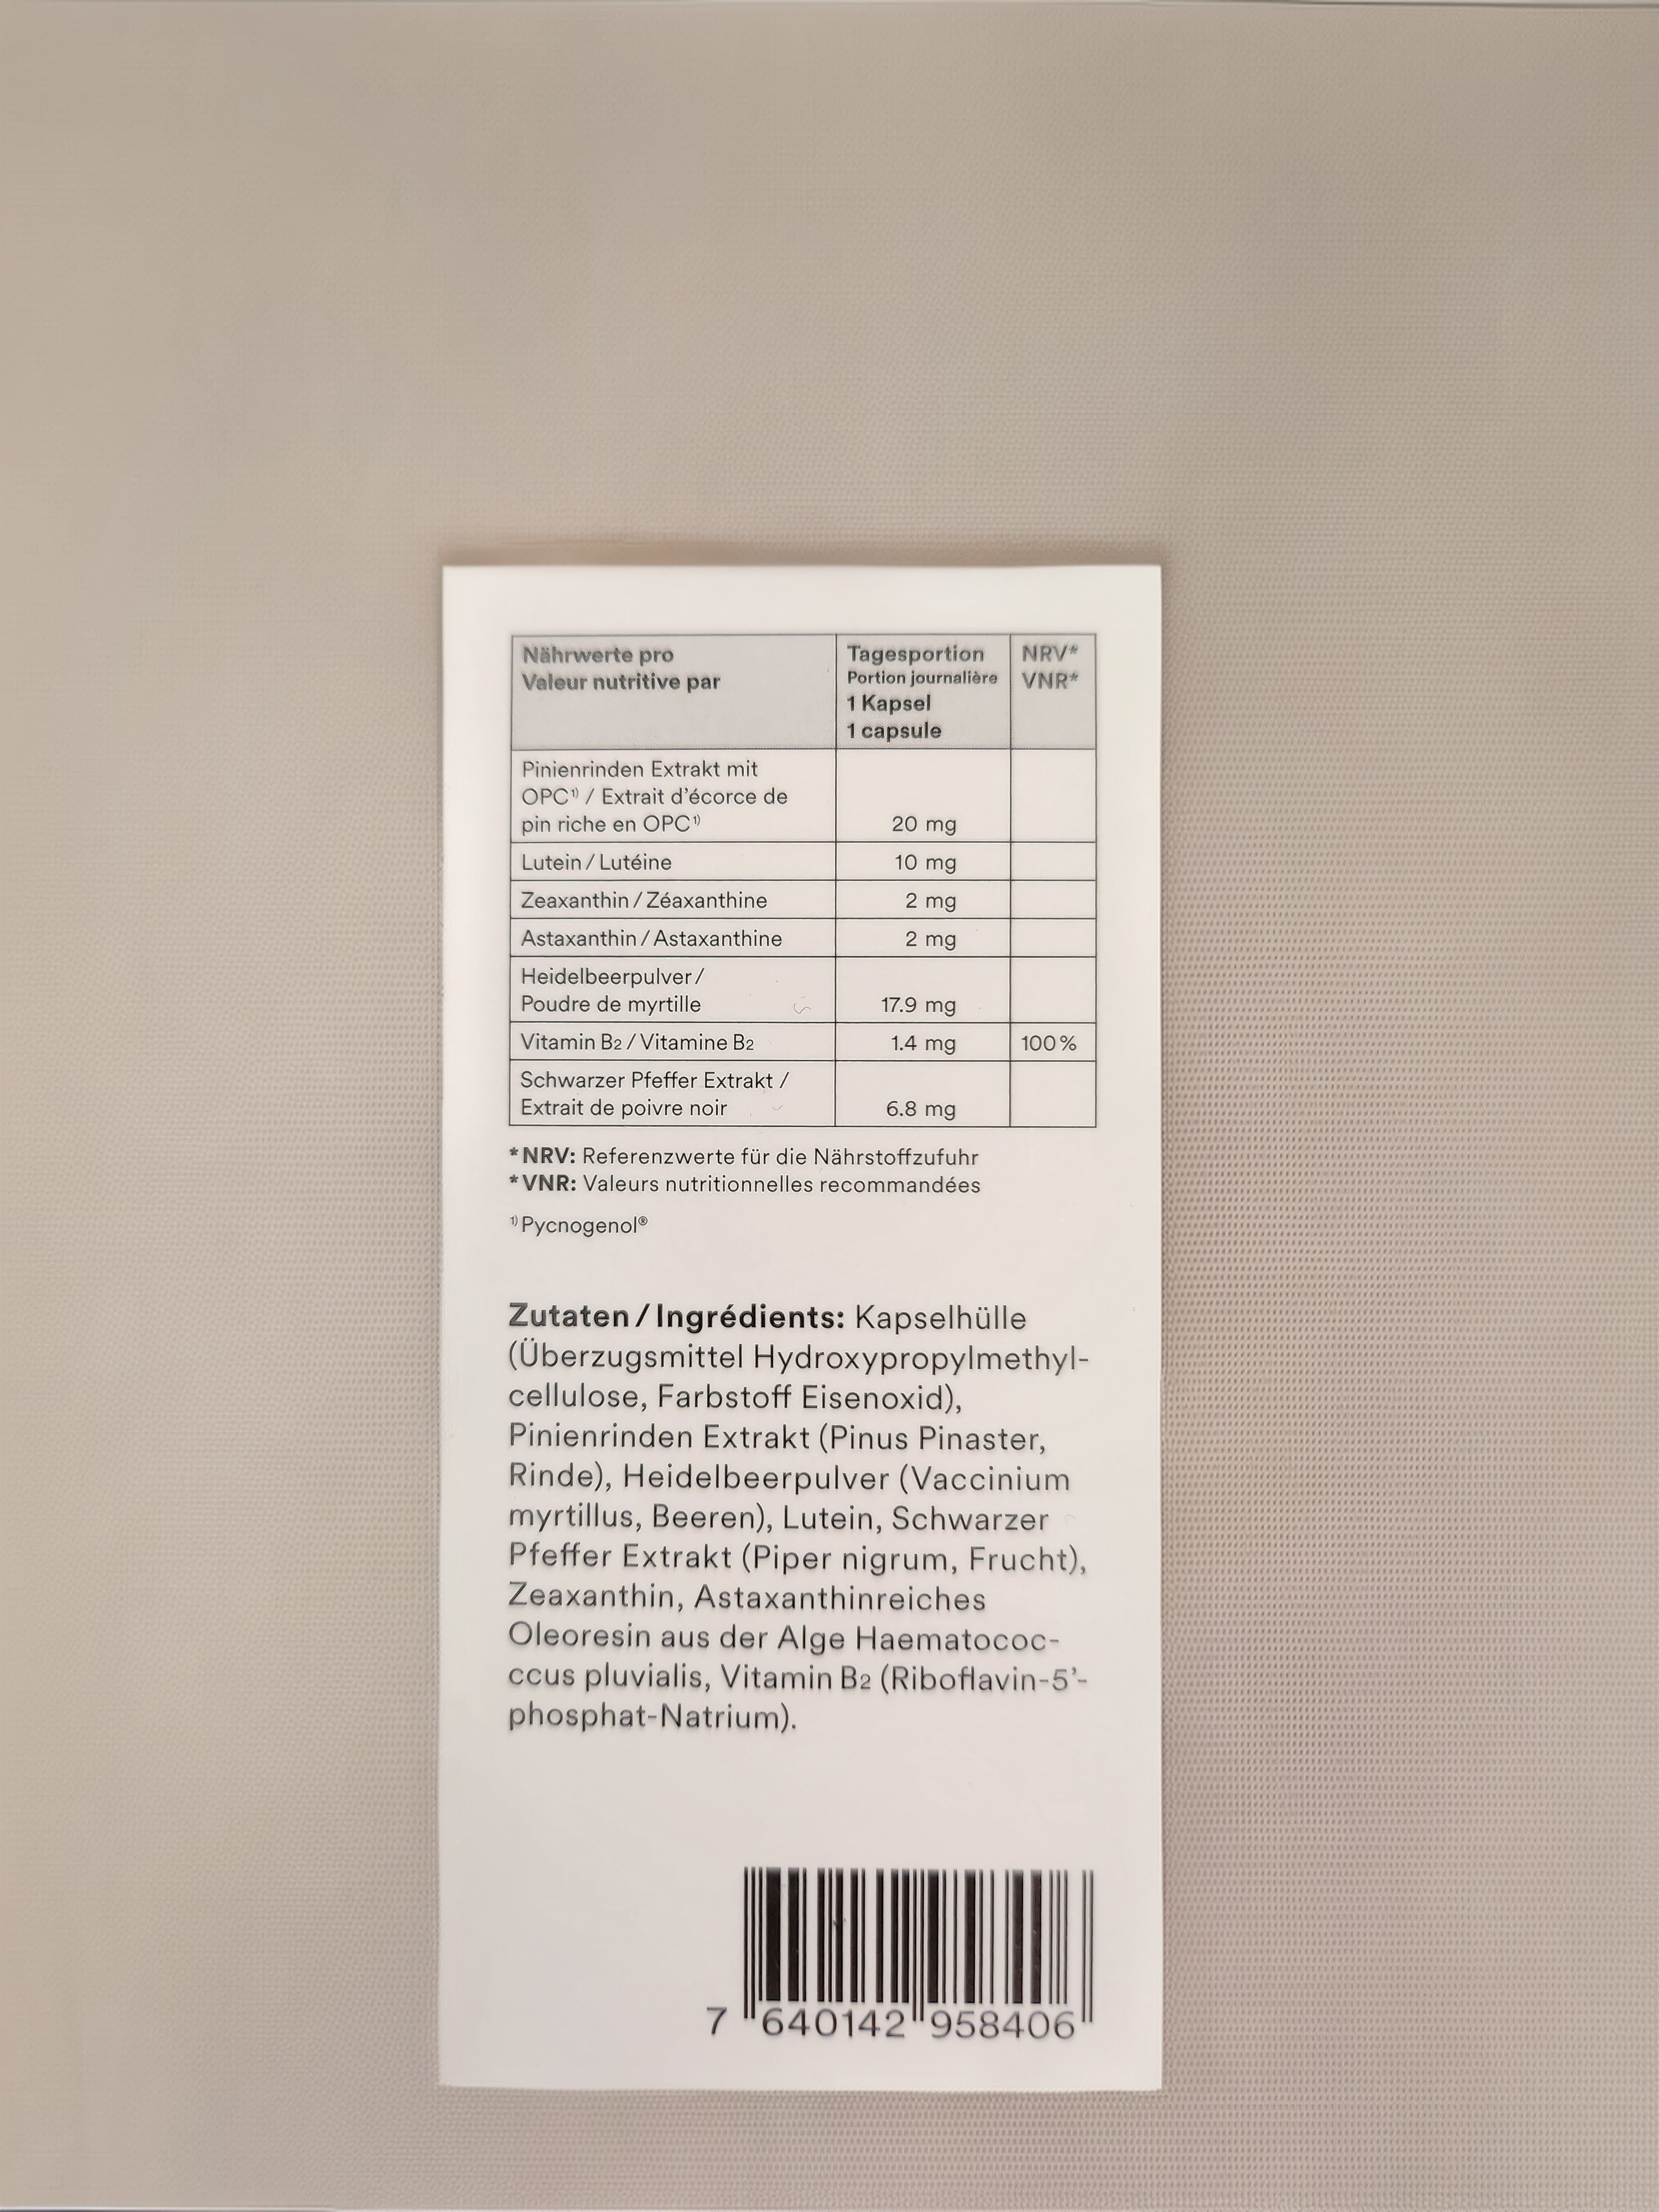 Nährwerte pro
Valeur nutritive par
Tagesportion
Portion journalière
1 Kapsel
1 capsule
NRV*
VNR*
Pinienrinden Extrakt mit
OPC¹⁾ / Extrait d’écorce de
pin riche en OPC¹⁾
20 mg
Lutein / Lutéine
10 mg
Zeaxanthin / Zéaxanthine
2 mg
Astaxanthin / Astaxanthine
2 mg
Heidelbeerpulver /
Poudre de myrtille
17.9 mg
Vitamin B2 / Vitamine B2
1.4 mg
100 %
Schwarzer Pfeffer Extrakt /
Extrait de poivre noir
6.8 mg
*NRV: Referenzwerte für die Nährstoffzufuhr
*VNR: Valeurs nutritionnelles recommandées
¹⁾ Pycnogenol®
Zutaten / Ingrédients: Kapselhülle
(Überzugsmittel Hydroxypropylmethyl-
cellulose, Farbstoff Eisenoxid),
Pinienrinden Extrakt (Pinus Pinaster,
Rinde), Heidelbeerpulver (Vaccinium
myrtillus, Beeren), Lutein, Schwarzer
Pfeffer Extrakt (Piper nigrum, Frucht),
Zeaxanthin, Astaxanthinreiches
Oleoresin aus der Alge Haematococ-
ccus pluvialis, Vitamin B2 (Riboflavin-5’-
phosphat-Natrium).
7 640142 958406